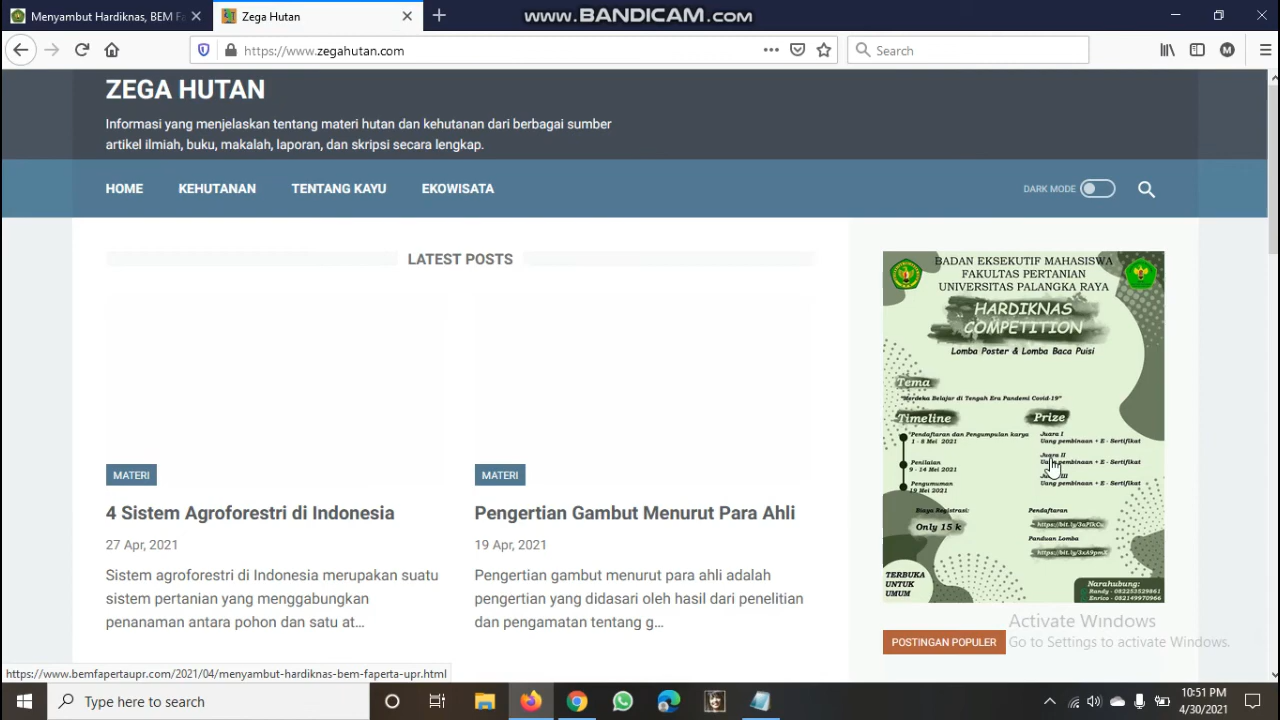 Menyambut Hardiknas, BEM Fa
Zega Hutan
www.BANDICAM.com
https://www.zegahutan.com
Search
ZEGA HUTAN
Informasi yang menjelaskan tentang materi hutan dan kehutanan dari berbagai sumber
artikel ilmiah, buku, makalah, laporan, dan skripsi secara lengkap.
HOME
KEHUTANAN
TENTANG KAYU
EKOWISATA
DARK MODE
LATEST POSTS
MATERI
4 Sistem Agroforestri di Indonesia
27 Apr, 2021
Sistem agroforestri di Indonesia merupakan suatu
sistem pertanian yang menggabungkan
penanaman antara pohon dan satu at...
MATERI
Pengertian Gambut Menurut Para Ahli
19 Apr, 2021
Pengertian gambut menurut para ahli adalah
pengertian yang didasari oleh hasil dari penelitian
dan pengamatan tentang g...
BADAN EKSEKUTIF MAHASISWA
FAKULTAS PERTANIAN
UNIVERSITAS PALANGKA RAYA
HARDIKNAS
COMPETITION
Lomba Poster & Lomba Baca Puisi
Tema
"Merdeka Belajar di Tengah Era Pandemi Covid-19"
Timeline
"Pendaftaran dan Pengumpulan karya
1 - 8 Mei 2021
Penilaian
9 - 14 Mei 2021
Pengumuman
19 Mei 2021
Prize
Juara I
Uang pembinaan + E - Sertifikat
Juara II
Uang pembinaan + E - Sertifikat
Uang pembinaan + E - Sertifikat
Biaya Registrasi:
Only 15 k
Pendaftaran
Panduan Lomba
TERBUKA
UNTUK
UMUM
Narahubung:
Randy - 082253529861
Enrico - 082149970966
POSTINGAN POPULER
Activate Windows
Go to Settings to activate Windows.
https://www.bemfapertaupr.com/2021/04/menyambut-hardiknas-bem-faperta-upr.html
Type here to search
10:51 PM
4/30/2021